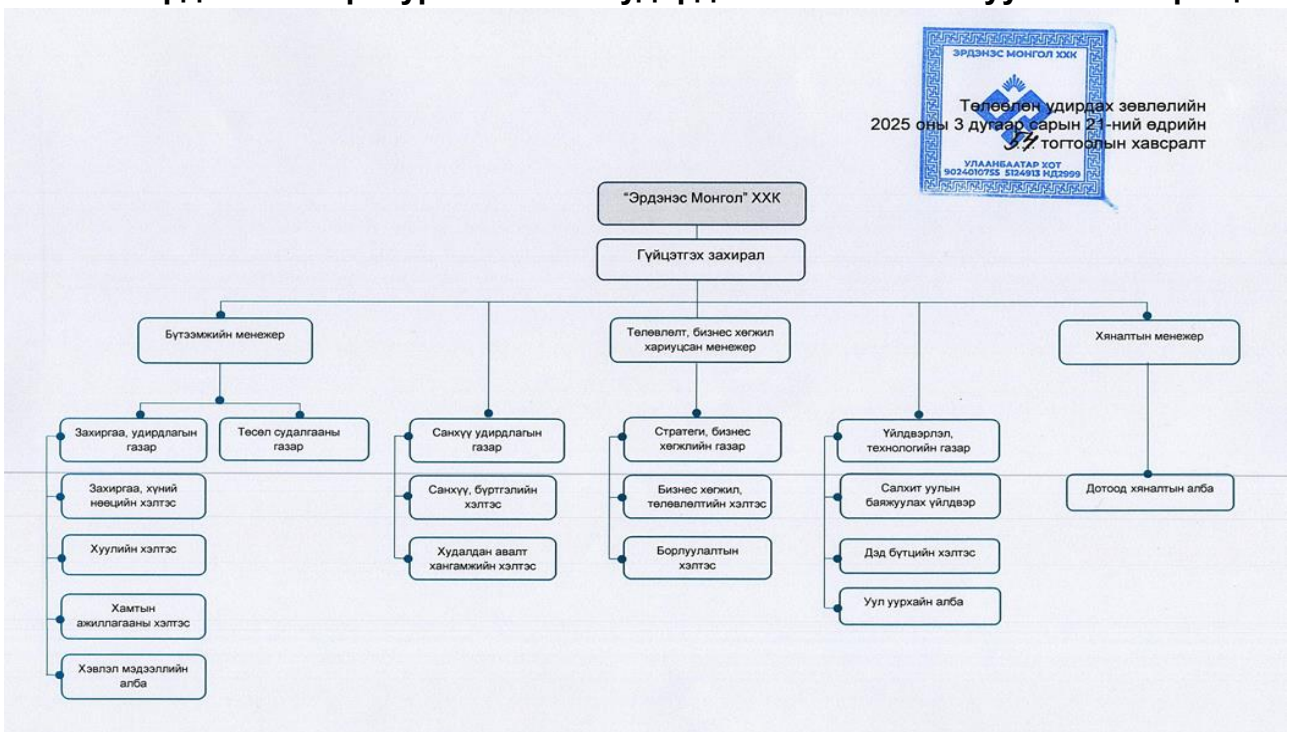 ЭРДЭНЭС МОНГОЛ ХХК
Төлөөлөн удирдах зөвлөлийн
2025 оны 3 дугаар сарын 21-ний өдрийн
тогтоолын хавсралт
УЛААНБААТАР ХОТ
9024010755 5124913 НД2999
"Эрдэнэс Монгол" ХХК
Гүйцэтгэх захирал
Бүтээмжийн менежер
Төлөвлөлт, бизнес хөгжил
хариуцсан менежер
Хяналтын менежер
Захиргаа, удирдлагын
газар
Төсөл судалгааны
газар
Санхүү удирдлагын
газар
Стратеги, бизнес
хөгжлийн газар
Үйлдвэрлэл,
технологийн газар
Захиргаа, хүний
нөөцийн хэлтэс
Санхүү, бүртгэлийн
хэлтэс
Бизнес хөгжил,
төлөвлөлтийн хэлтэс
Салхит уулын
баяжуулах үйлдвэр
Дотоод хяналтын алба
Хуулийн хэлтэс
Худалдан авалт
хангамжийн хэлтэс
Борлуулалтын
хэлтэс
Дэд бүтцийн хэлтэс
Хамтын
ажиллагааны хэлтэс
Уул уурхайн алба
Хэвлэл мэдээллийн
алба